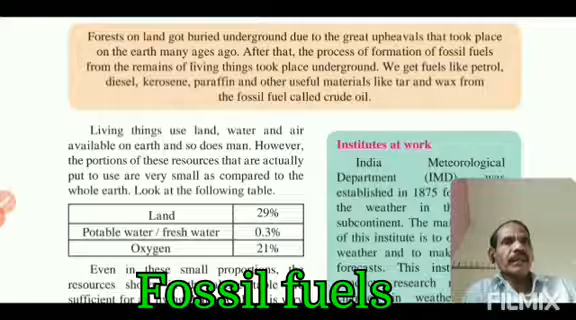 Forests on land got buried underground due to the great upheavals that took place
on the earth many ages ago. After that, the process of formation of fossil fuels
from the remains of living things took place underground. We get fuels like petrol,
diesel, kerosene, paraffin and other useful materials like tar and wax from
the fossil fuel called crude oil.
Living things use land, water and air
available on earth and so does man. However,
the portions of these resources that are actually
put to use are very small as compared to the
whole earth. Look at the following table.
Land 29%
Potable water / fresh water 0.3%
Oxygen 21%
Even in these small proportions, the
resources
sufficient for
Institutes at work
India Meteorological
Department (IMD) was
established in 1875
the weather in
subcontinent. The
of this institute is to
weather and to
forecasts. This
research
in
Fossil fuels
FILMIX